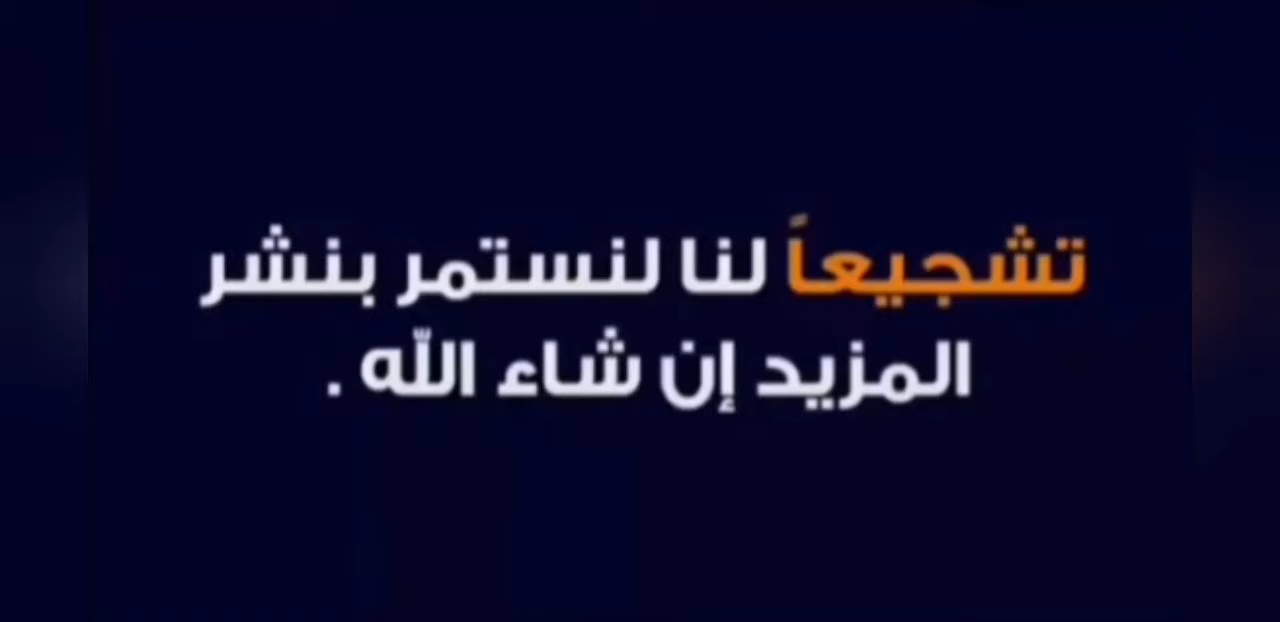 تشجيعاً لنا لنستمر بنشر
المزيد إن شاء الله .